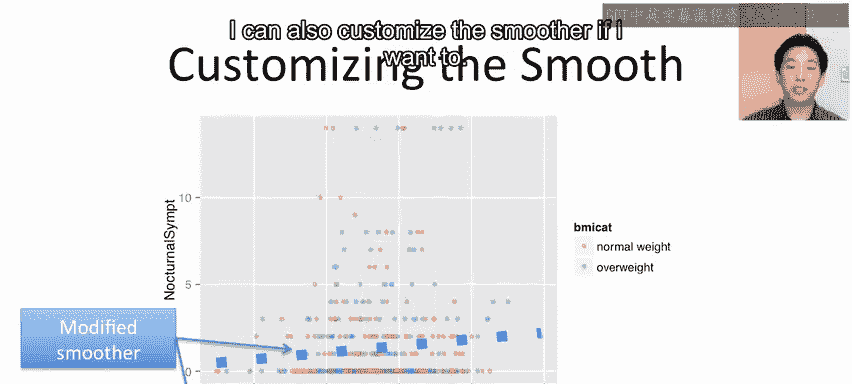 I can also customize the smoother if I
want to.
Customizing the Smooth
NocturnalSympt
10
5
0
bmicat
normal weight
overweight
Modified
smoother